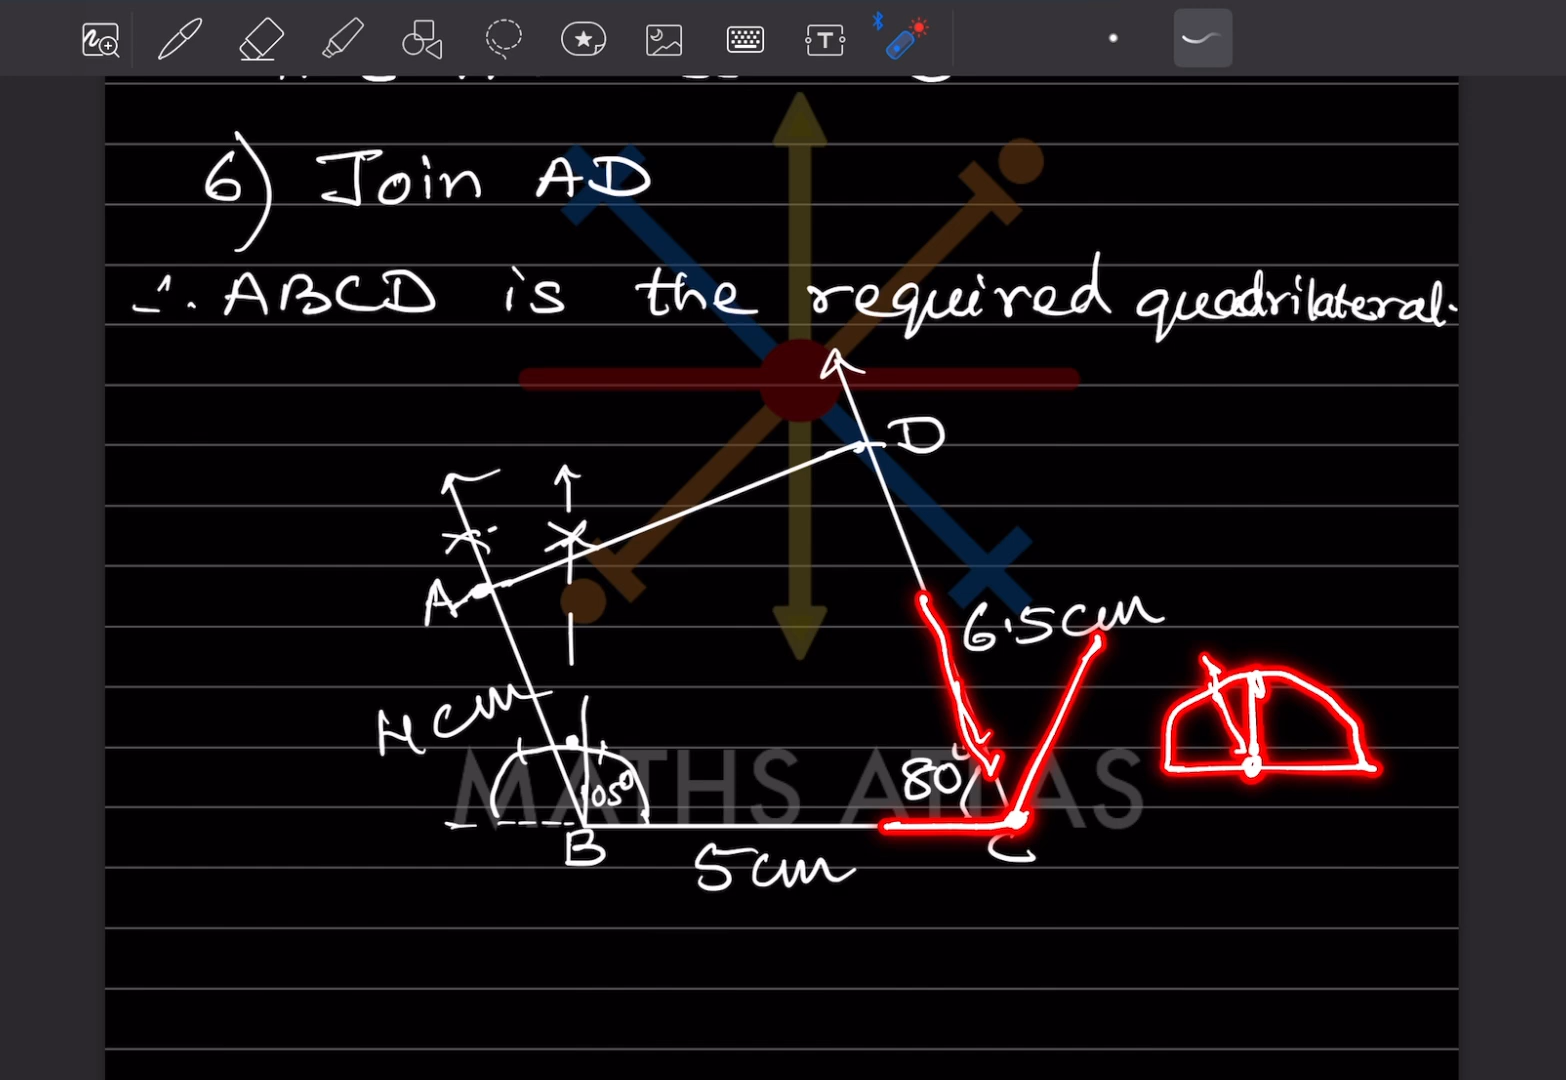 6) Join AD
∴ ABCD is the required quadrilateral.
D
A
6.5cm
4cm
MATHS ATLAS
105°
80°
B
C
5cm